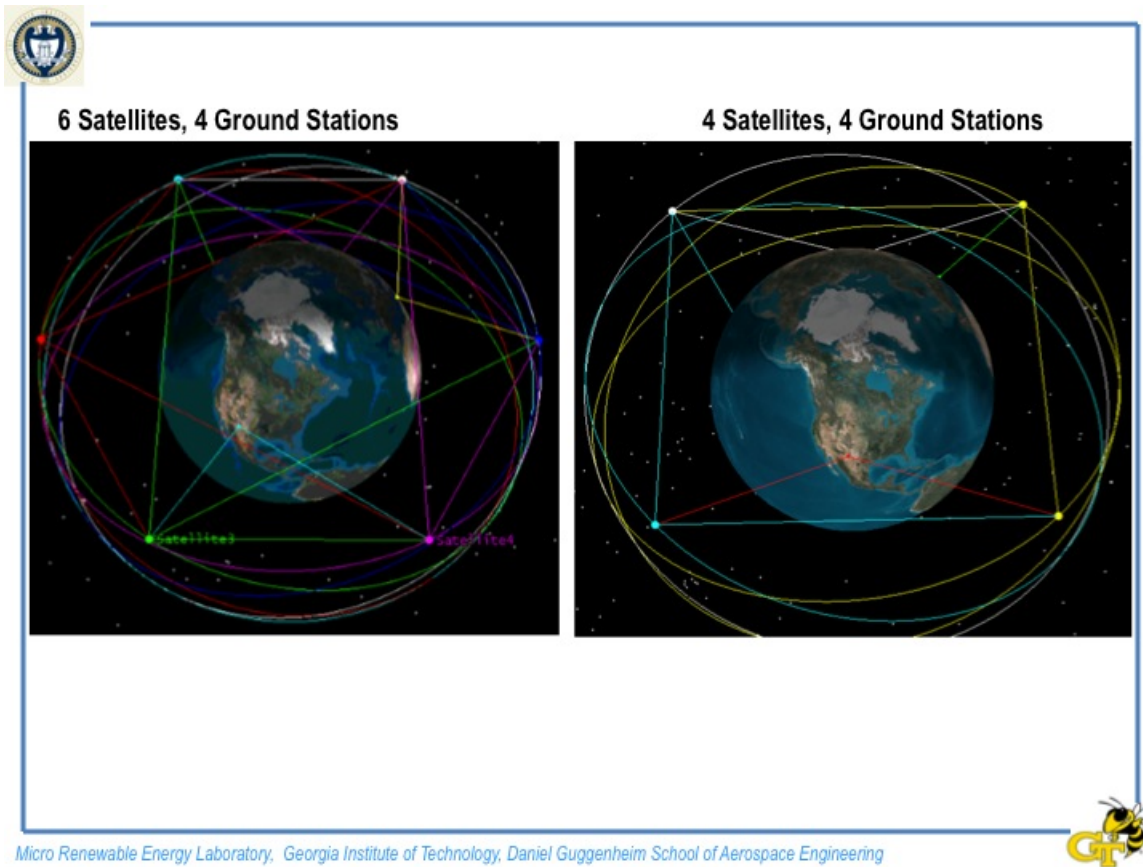 6 Satellites, 4 Ground Stations
4 Satellites, 4 Ground Stations
Satellite3
Satellite4
Micro Renewable Energy Laboratory, Georgia Institute of Technology, Daniel Guggenheim School of Aerospace Engineering
GT